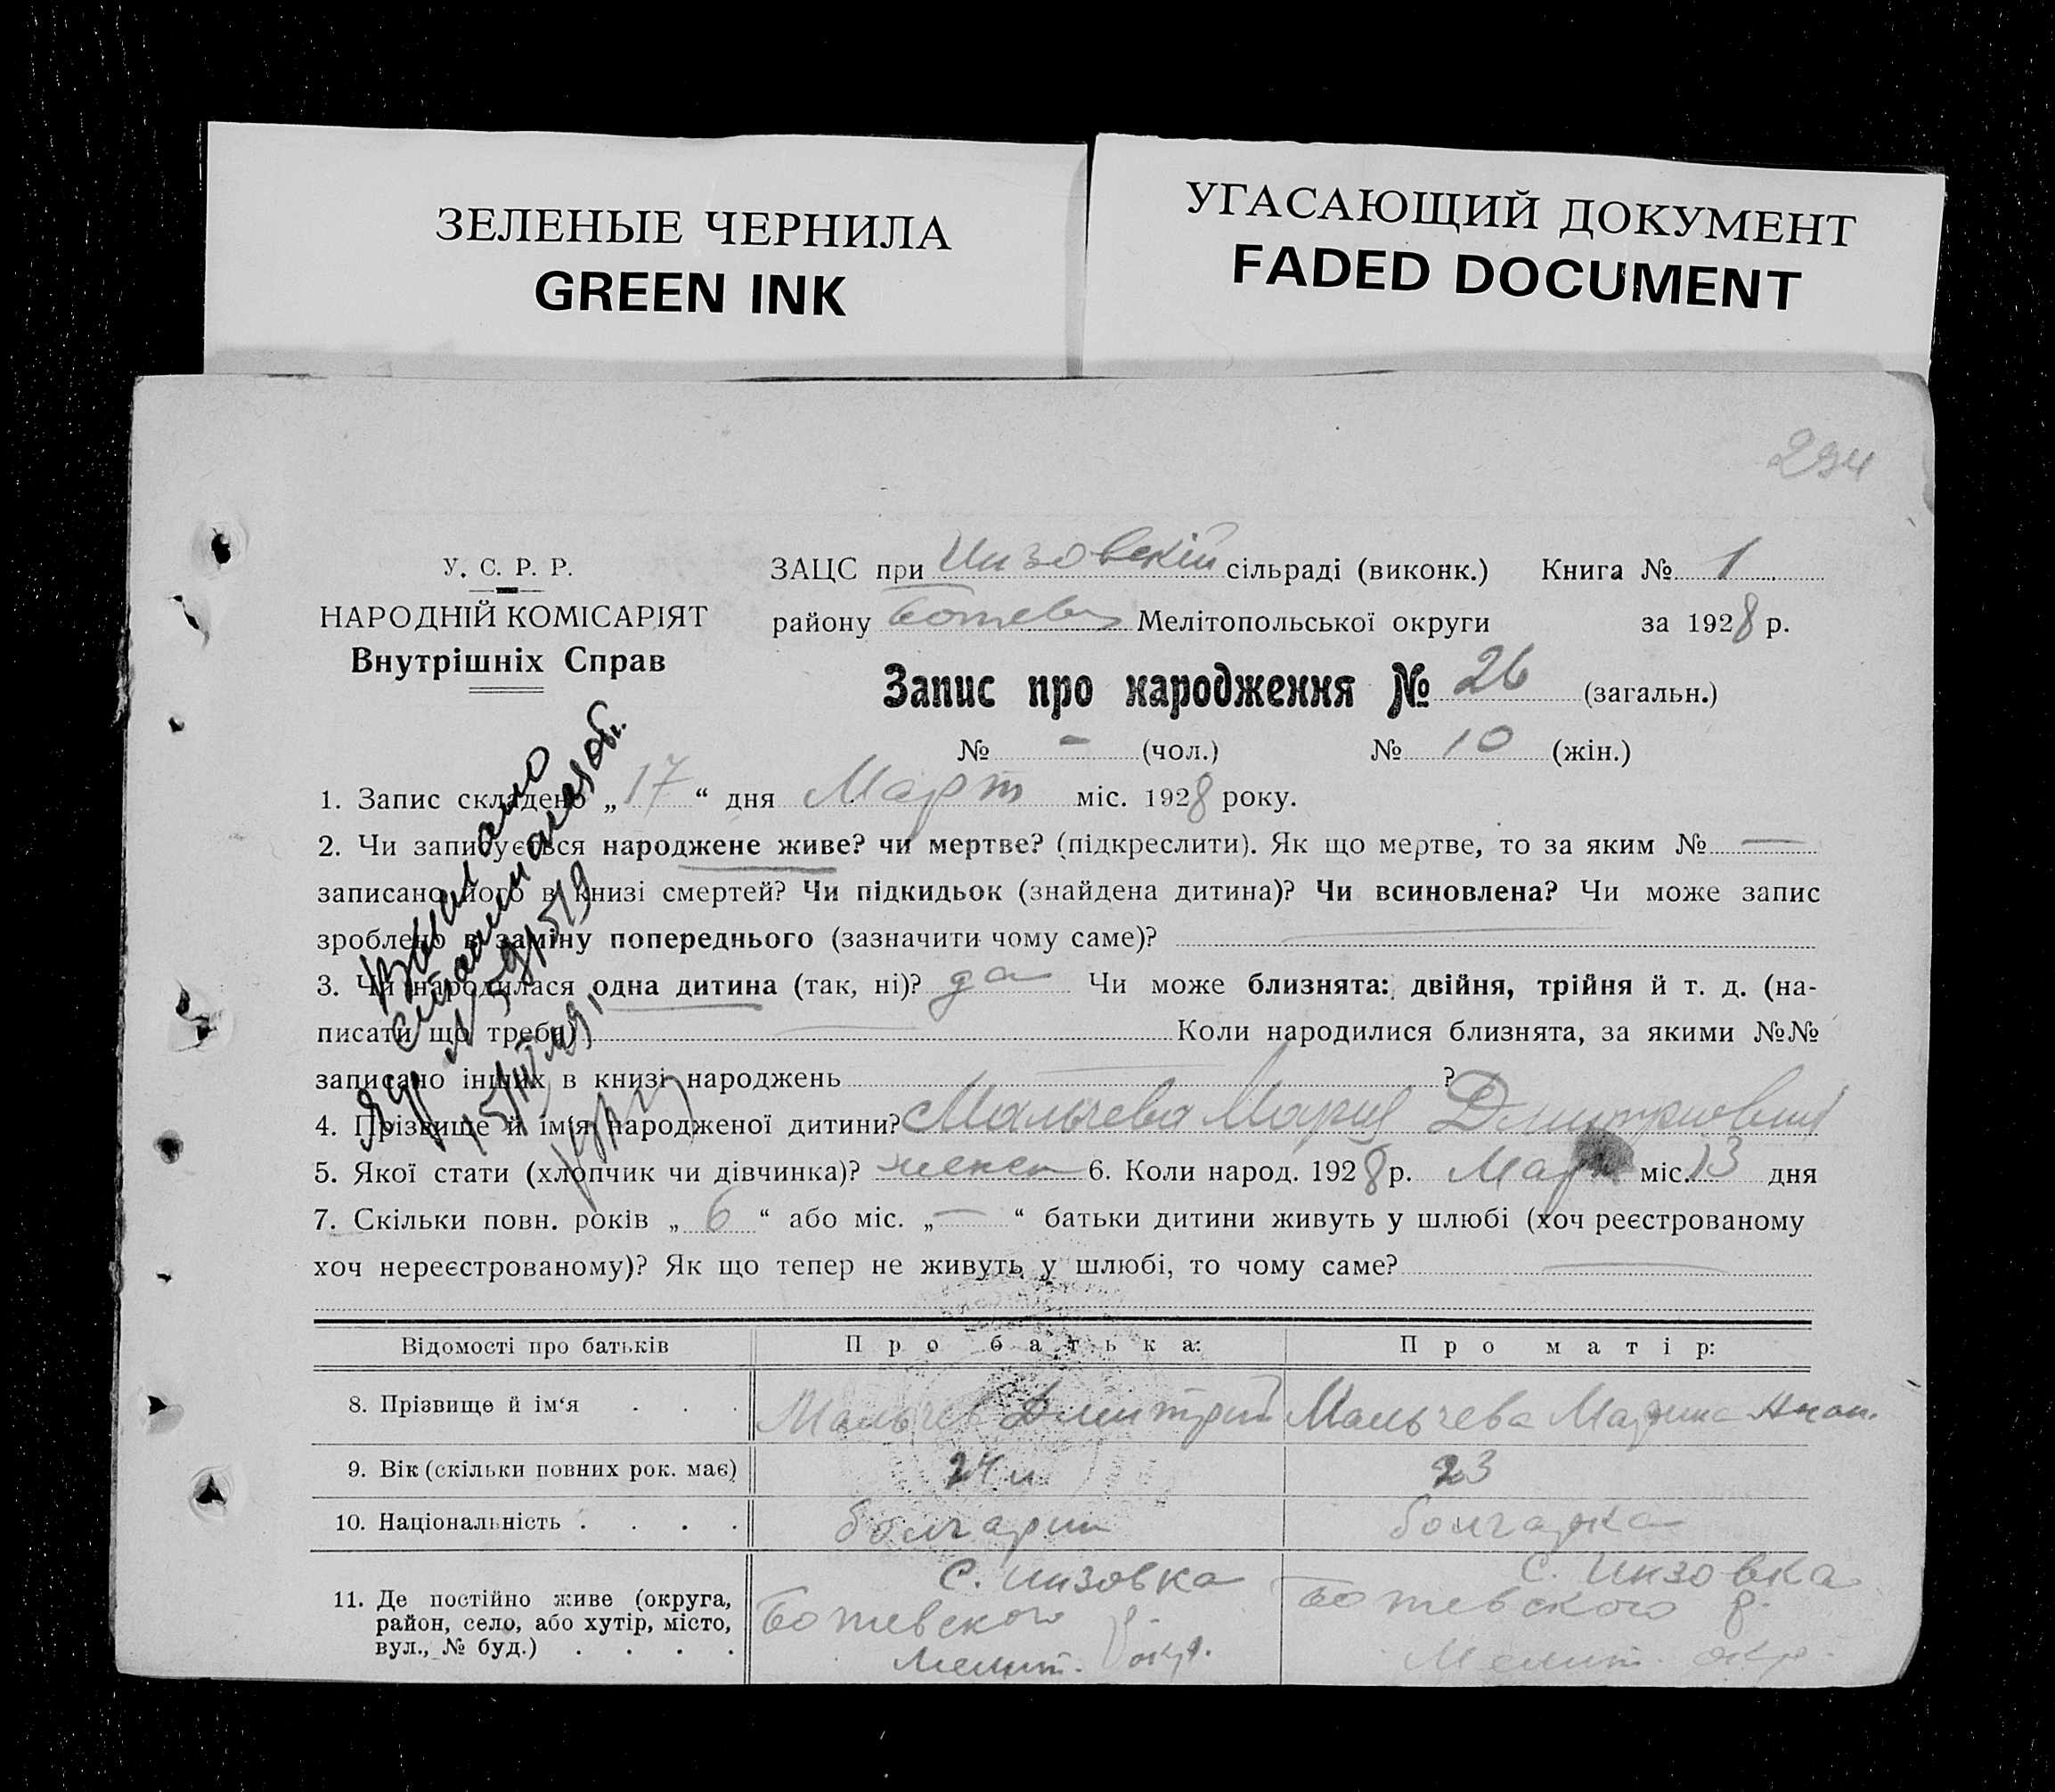 ЗЕЛЕНЫЕ ЧЕРНИЛА
GREEN INK
УГАСАЮЩИЙ ДОКУМЕНТ
FADED DOCUMENT
294
У. С. Р. Р.
НАРОДНІЙ КОМІСАРІЯТ
Внутрішніх Справ
ЗАЦС при Инзовскій сільраді (виконк.) Книга № 1
району Ботев Мелітопольської округи за 1928 р.
Запис про народження № 26 (загальн.)
№ - (чол.) № 10 (жін.)
1. Запис складено „17“ дня Март міс. 1928 року.
2. Чи записується народжене живе? чи мертве? (підкреслити). Як що мертве, то за яким № —
записано його в книзі смертей? Чи підкидьок (знайдена дитина)? Чи всиновлена? Чи може запис
зроблено в заміну попереднього (зазначити чому саме)?
3. Чи народилася одна дитина (так, ні)? да Чи може близнята: двійня, трійня й т. д. (на-
писати що треба) Коли народилися близнята, за якими №№
записано інших в книзі народжень ?
4. Прізвище й ім'я народженої дитини? Мальчева Мария Дмитриовна
5. Якої стати (хлопчик чи дівчинка)? женск 6. Коли народ. 1928 р. Март міс. 13 дня
7. Скільки повн. років „6“ або міс. „—“ батьки дитини живуть у шлюбі (хоч реєстрованому
хоч нереєстрованому)? Як що тепер не живуть у шлюбі, то чому саме?
Відомості про батьків Про батька: Про матір:
8. Прізвище й ім‘я . . . Мальчев Дмитрий Мальчева Марина
9. Вік (скільки повних рок. має) 24 23
10. Національність . . . . болгарин болгарка
11. Де постійно живе (округа, район, село, або хутір, місто, вул., № буд.) . . . .
С. Инзовка
Ботевского р.
Мелит. окр.
С. Инзовка
Ботевского р.
Мелит. окр.